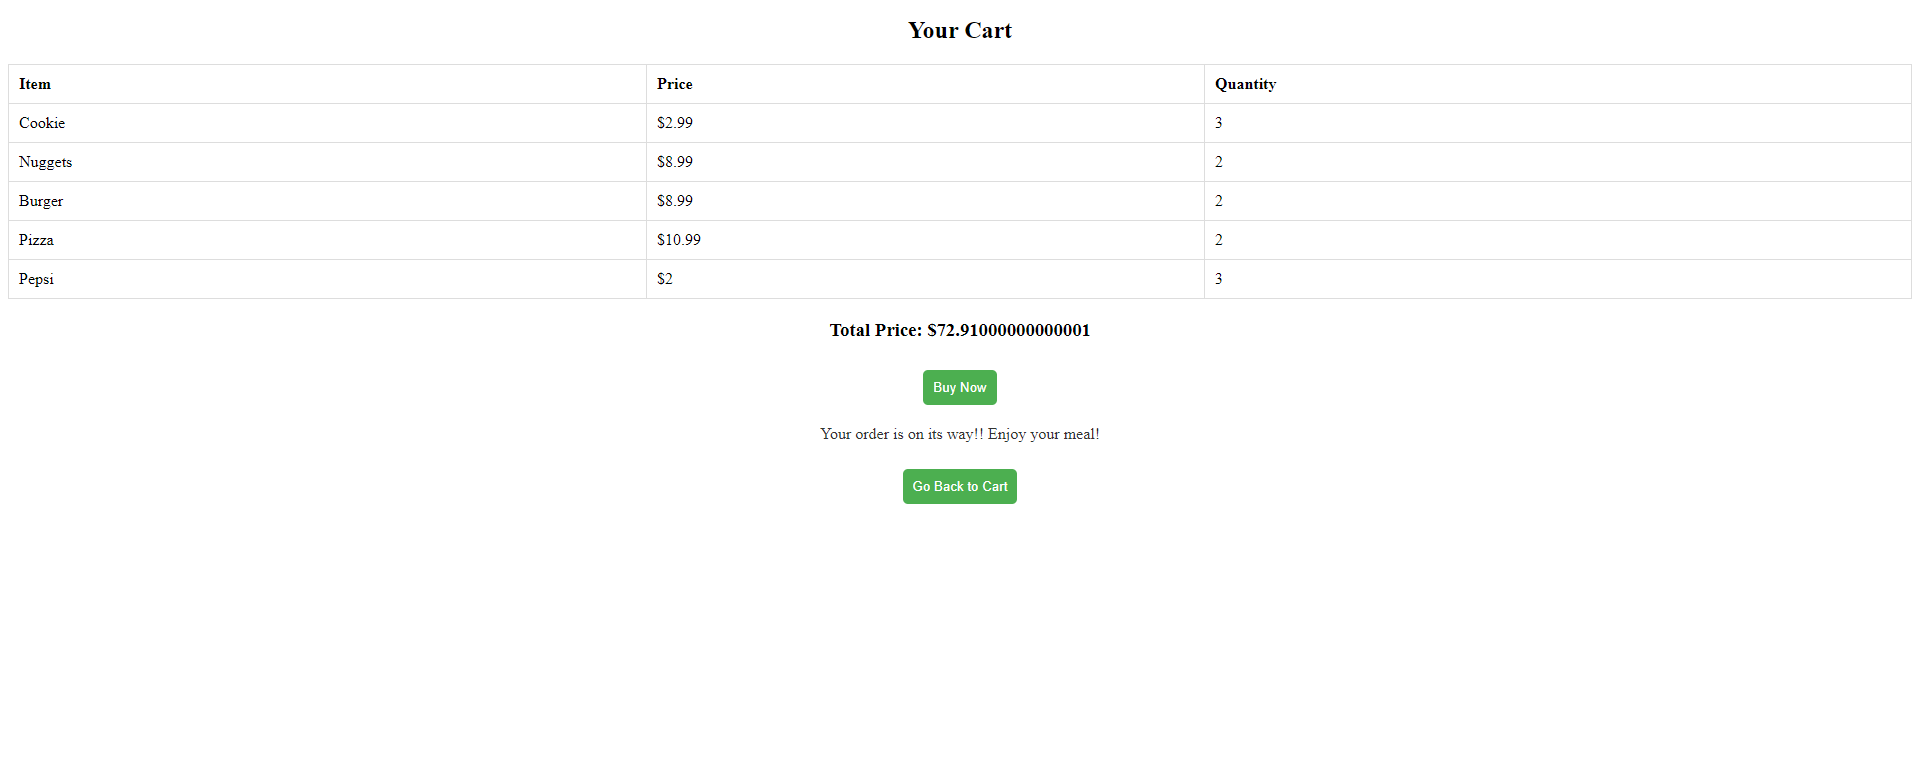 Your Cart
Item Price Quantity
Cookie $2.99 3
Nuggets $8.99 2
Burger $8.99 2
Pizza $10.99 2
Pepsi $2 3
Total Price: $72.91000000000001
Buy Now
Your order is on its way!! Enjoy your meal!
Go Back to Cart